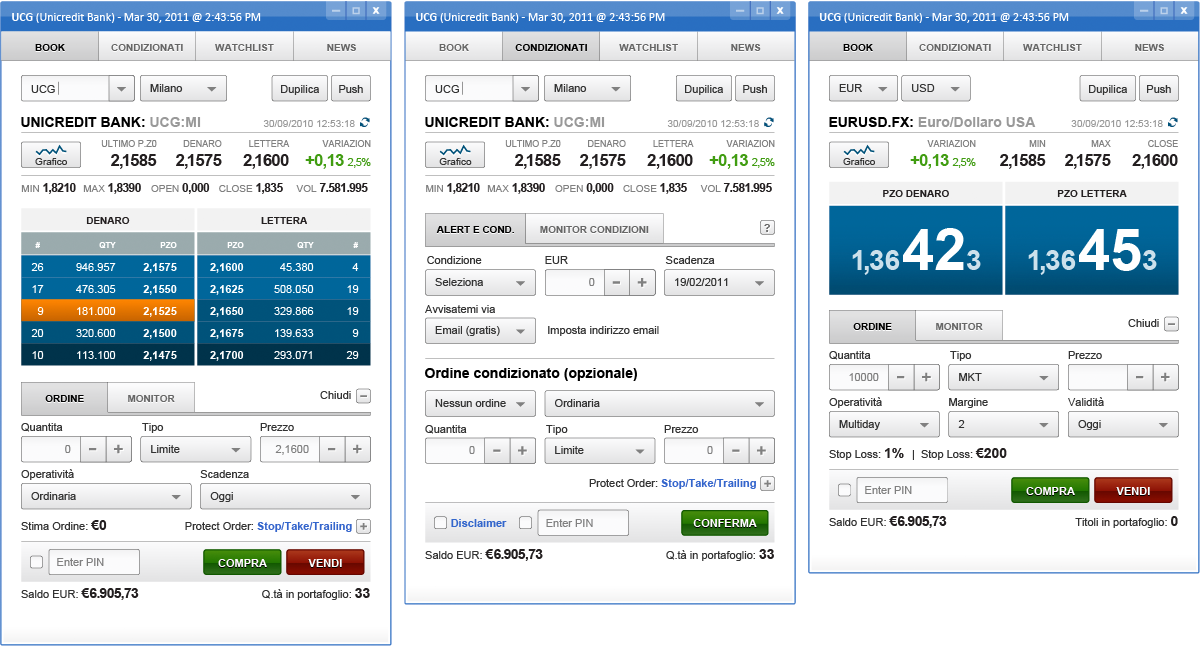 UCG (Unicredit Bank) - Mar 30, 2011 @ 2:43:56 PM
BOOK CONDIZIONATI WATCHLIST NEWS
UCG Milano Dupilica Push
UNICREDIT BANK: UCG:MI 30/09/2010 12:53:18
Grafico
ULTIMO P.Z0 DENARO LETTERA VARIAZION
2,1585 2,1575 2,1600 +0,13 2,5%
MIN 1,8210 MAX 1,8390 OPEN 0,000 CLOSE 1,835 VOL 7.581.995
DENARO LETTERA
# QTY PZO PZO QTY #
26 946.957 2,1575 2,1600 45.380 4
17 476.305 2,1550 2,1625 508.050 19
9 181.000 2,1525 2,1650 329.866 19
20 320.600 2,1500 2,1675 139.633 9
10 113.100 2,1475 2,1700 293.071 29
ORDINE MONITOR Chiudi
Quantita Tipo Prezzo
0 − + Limite 2,1600 − +
Operatività Scadenza
Ordinaria Oggi
Stima Ordine: €0 Protect Order: Stop/Take/Trailing +
Enter PIN COMPRA VENDI
Saldo EUR: €6.905,73 Q.tà in portafoglio: 33
UCG (Unicredit Bank) - Mar 30, 2011 @ 2:43:56 PM
BOOK CONDIZIONATI WATCHLIST NEWS
UCG Milano Dupilica Push
UNICREDIT BANK: UCG:MI 30/09/2010 12:53:18
Grafico
ULTIMO P.Z0 DENARO LETTERA VARIAZION
2,1585 2,1575 2,1600 +0,13 2,5%
MIN 1,8210 MAX 1,8390 OPEN 0,000 CLOSE 1,835 VOL 7.581.995
ALERT E COND. MONITOR CONDIZIONI ?
Condizione EUR Scadenza
Seleziona 0 − + 19/02/2011
Avvisatemi via
Email (gratis) Imposta indirizzo email
Ordine condizionato (opzionale)
Nessun ordine Ordinaria
Quantita Tipo Prezzo
0 − + Limite 0 − +
Protect Order: Stop/Take/Trailing +
Disclaimer Enter PIN CONFERMA
Saldo EUR: €6.905,73 Q.tà in portafoglio: 33
UCG (Unicredit Bank) - Mar 30, 2011 @ 2:43:56 PM
BOOK CONDIZIONATI WATCHLIST NEWS
EUR USD Dupilica Push
EURUSD.FX: Euro/Dollaro USA 30/09/2010 12:53:18
Grafico
VARIAZION MIN MAX CLOSE
+0,13 2,5% 2,1585 2,1575 2,1600
PZO DENARO PZO LETTERA
1,36423 1,36453
ORDINE MONITOR Chiudi
Quantita Tipo Prezzo
10000 − + MKT − +
Operatività Margine Validità
Multiday 2 Oggi
Stop Loss: 1% | Stop Loss: €200
Enter PIN COMPRA VENDI
Saldo EUR: €6.905,73 Titoli in portafoglio: 0